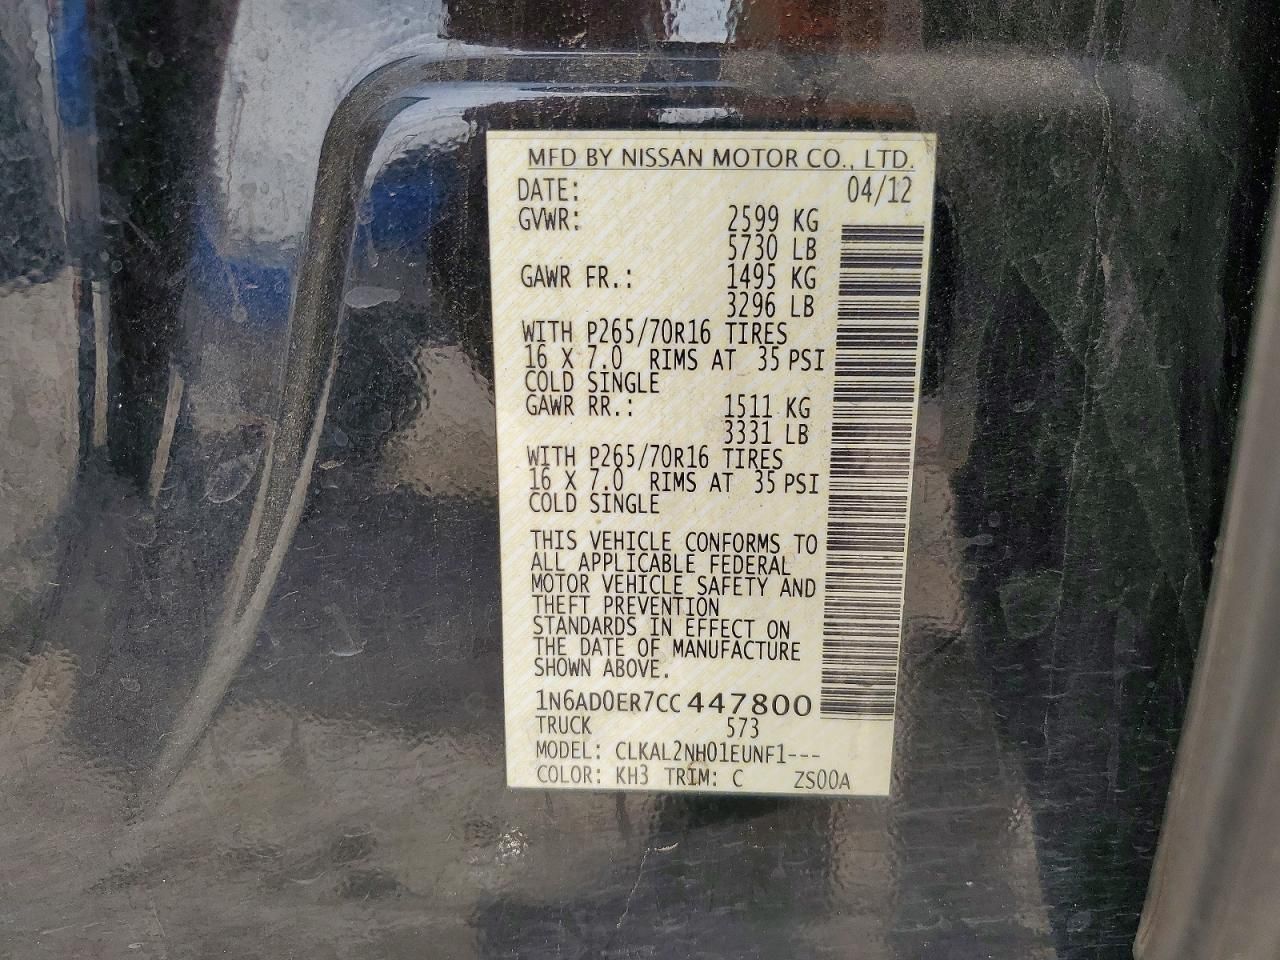 MFD BY NISSAN MOTOR CO., LTD.
DATE: 04/12
GVWR: 2599 KG
5730 LB
GAWR FR.: 1495 KG
3296 LB
WITH P265/70R16 TIRES
16 X 7.0 RIMS AT 35 PSI
COLD SINGLE
GAWR RR.: 1511 KG
3331 LB
WITH P265/70R16 TIRES
16 X 7.0 RIMS AT 35 PSI
COLD SINGLE
THIS VEHICLE CONFORMS TO
ALL APPLICABLE FEDERAL
MOTOR VEHICLE SAFETY AND
THEFT PREVENTION
STANDARDS IN EFFECT ON
THE DATE OF MANUFACTURE
SHOWN ABOVE.
1N6AD0ER7CC447800
TRUCK 573
MODEL: CLKAL2NH01EUNF1---
COLOR: KH3 TRIM: C ZS00A